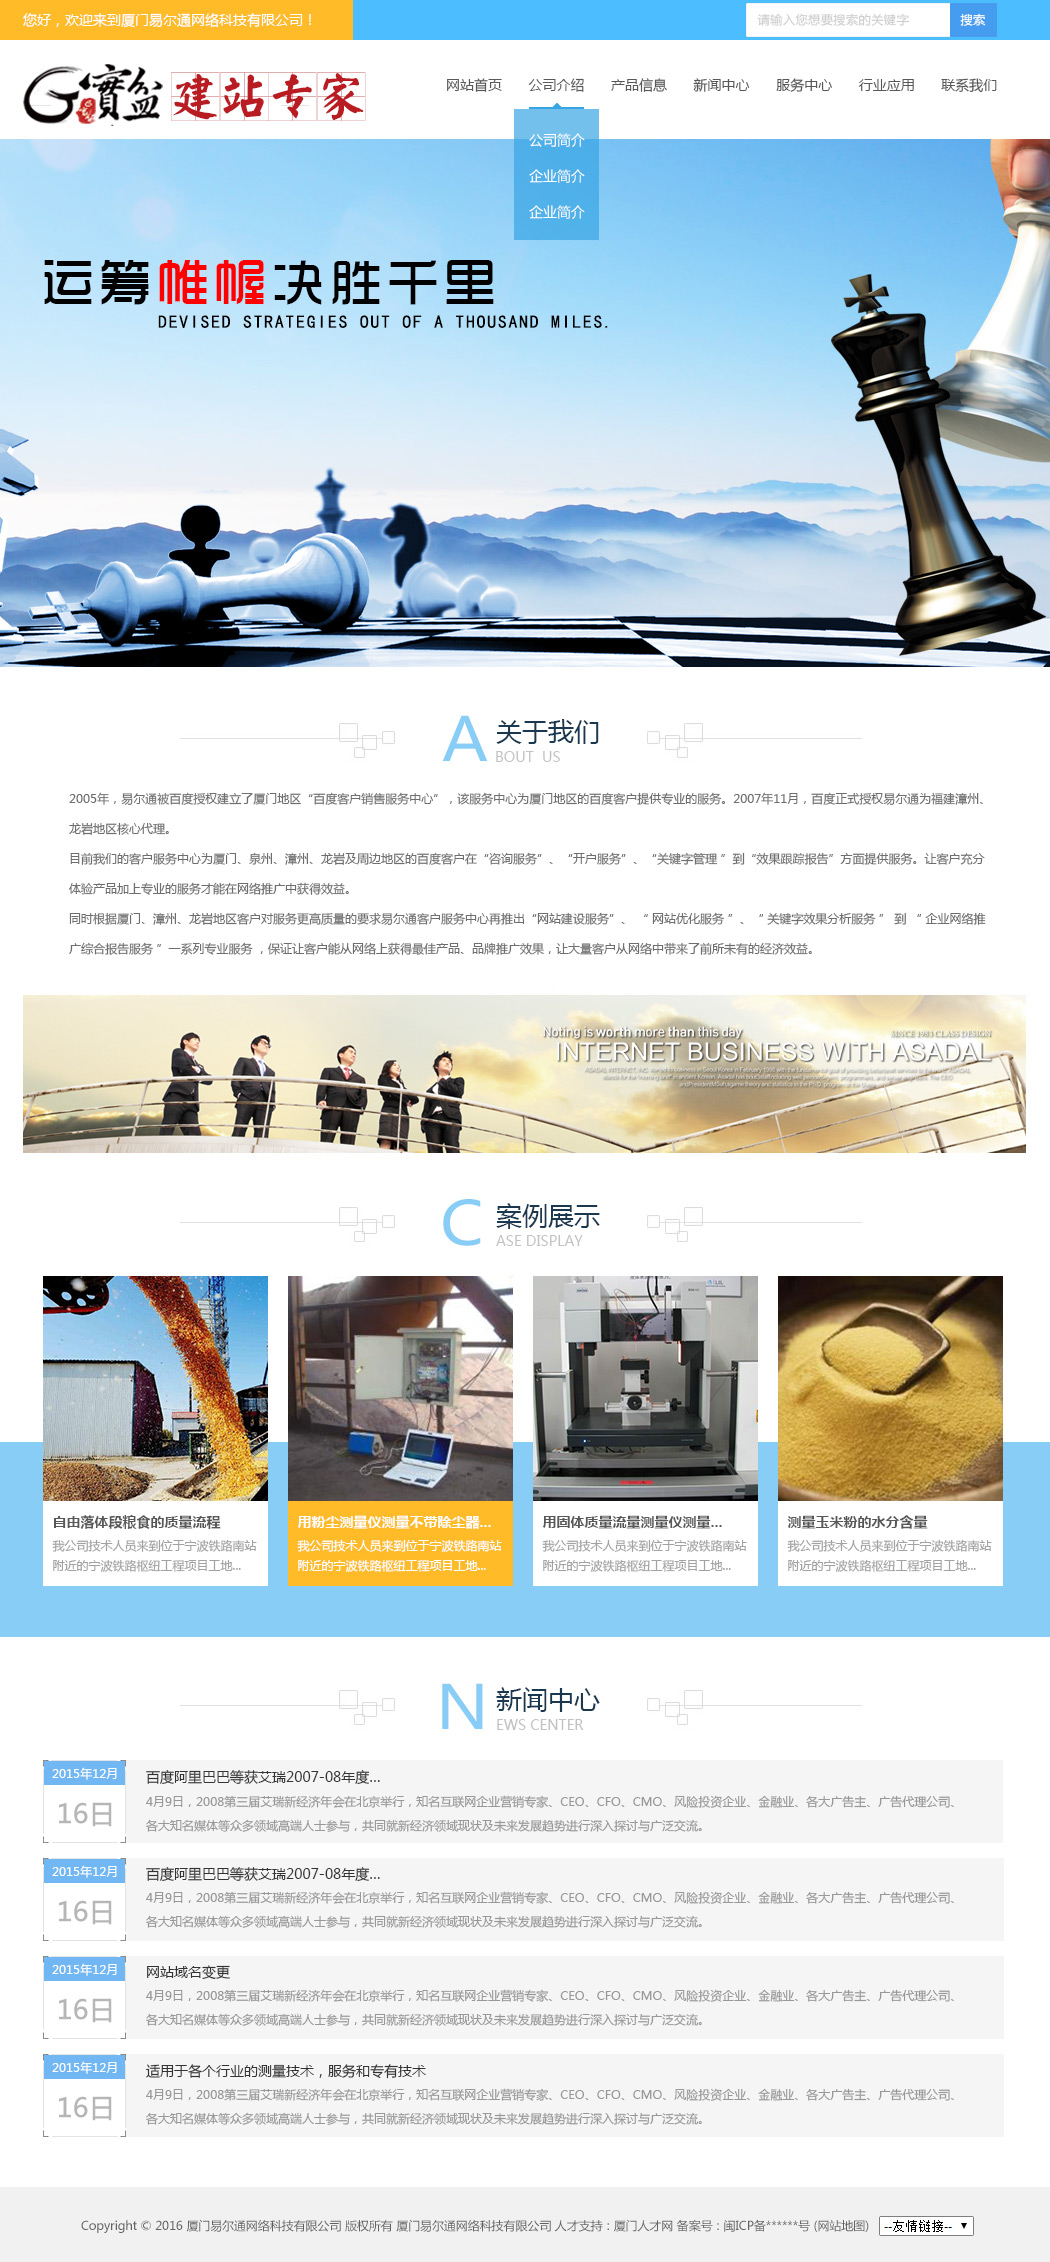 您好，欢迎来到厦门易尔通网络科技有限公司！
请输入您想要搜索的关键字 搜索
G實盆 建站专家
网站首页 公司介绍 产品信息 新闻中心 服务中心 行业应用 联系我们
公司简介
企业简介
企业简介
运筹帷幄决胜千里
DEVISED STRATEGIES OUT OF A THOUSAND MILES.
A 关于我们
BOUT US
2005年，易尔通被百度授权建立了厦门地区“百度客户销售服务中心”，该服务中心为厦门地区的百度客户提供专业的服务。2007年11月，百度正式授权易尔通为福建漳州、
龙岩地区核心代理。
目前我们的客户服务中心为厦门、泉州、漳州、龙岩及周边地区的百度客户在“咨询服务”、“开户服务”、“关键字管理 ”到“效果跟踪报告”方面提供服务。让客户充分
体验产品加上专业的服务才能在网络推广中获得效益。
同时根据厦门、漳州、龙岩地区客户对服务更高质量的要求易尔通客户服务中心再推出“网站建设服务”、 “ 网站优化服务 ”、“ 关键字效果分析服务 ” 到 “ 企业网络推
广综合报告服务 ”一系列专业服务 ，保证让客户能从网络上获得最佳产品、品牌推广效果，让大量客户从网络中带来了前所未有的经济效益。
Noting is worth more than this day
SINCE 1984 CLASS DESIGN
INTERNET BUSINESS WITH ASADAL
C 案例展示
ASE DISPLAY
自由落体段粮食的质量流程
我公司技术人员来到位于宁波铁路南站
附近的宁波铁路枢纽工程项目工地...
用粉尘测量仪测量不带除尘器...
我公司技术人员来到位于宁波铁路南站
附近的宁波铁路枢纽工程项目工地...
用固体质量流量测量仪测量...
我公司技术人员来到位于宁波铁路南站
附近的宁波铁路枢纽工程项目工地...
测量玉米粉的水分含量
我公司技术人员来到位于宁波铁路南站
附近的宁波铁路枢纽工程项目工地...
N 新闻中心
EWS CENTER
2015年12月
16日
百度阿里巴巴等获艾瑞2007-08年度...
4月9日，2008第三届艾瑞新经济年会在北京举行，知名互联网企业营销专家、CEO、CFO、CMO、风险投资企业、金融业、各大广告主、广告代理公司、
各大知名媒体等众多领域高端人士参与，共同就新经济领域现状及未来发展趋势进行深入探讨与广泛交流。
2015年12月
16日
百度阿里巴巴等获艾瑞2007-08年度...
4月9日，2008第三届艾瑞新经济年会在北京举行，知名互联网企业营销专家、CEO、CFO、CMO、风险投资企业、金融业、各大广告主、广告代理公司、
各大知名媒体等众多领域高端人士参与，共同就新经济领域现状及未来发展趋势进行深入探讨与广泛交流。
2015年12月
16日
网站域名变更
4月9日，2008第三届艾瑞新经济年会在北京举行，知名互联网企业营销专家、CEO、CFO、CMO、风险投资企业、金融业、各大广告主、广告代理公司、
各大知名媒体等众多领域高端人士参与，共同就新经济领域现状及未来发展趋势进行深入探讨与广泛交流。
2015年12月
16日
适用于各个行业的测量技术，服务和专有技术
4月9日，2008第三届艾瑞新经济年会在北京举行，知名互联网企业营销专家、CEO、CFO、CMO、风险投资企业、金融业、各大广告主、广告代理公司、
各大知名媒体等众多领域高端人士参与，共同就新经济领域现状及未来发展趋势进行深入探讨与广泛交流。
Copyright © 2016 厦门易尔通网络科技有限公司 版权所有 厦门易尔通网络科技有限公司 人才支持：厦门人才网 备案号：闽ICP备******号 (网站地图) --友情链接--